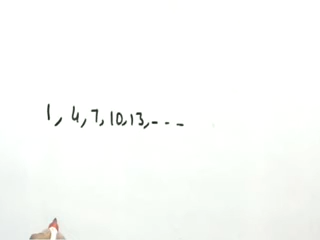 1, 4, 7, 10, 13, - - -